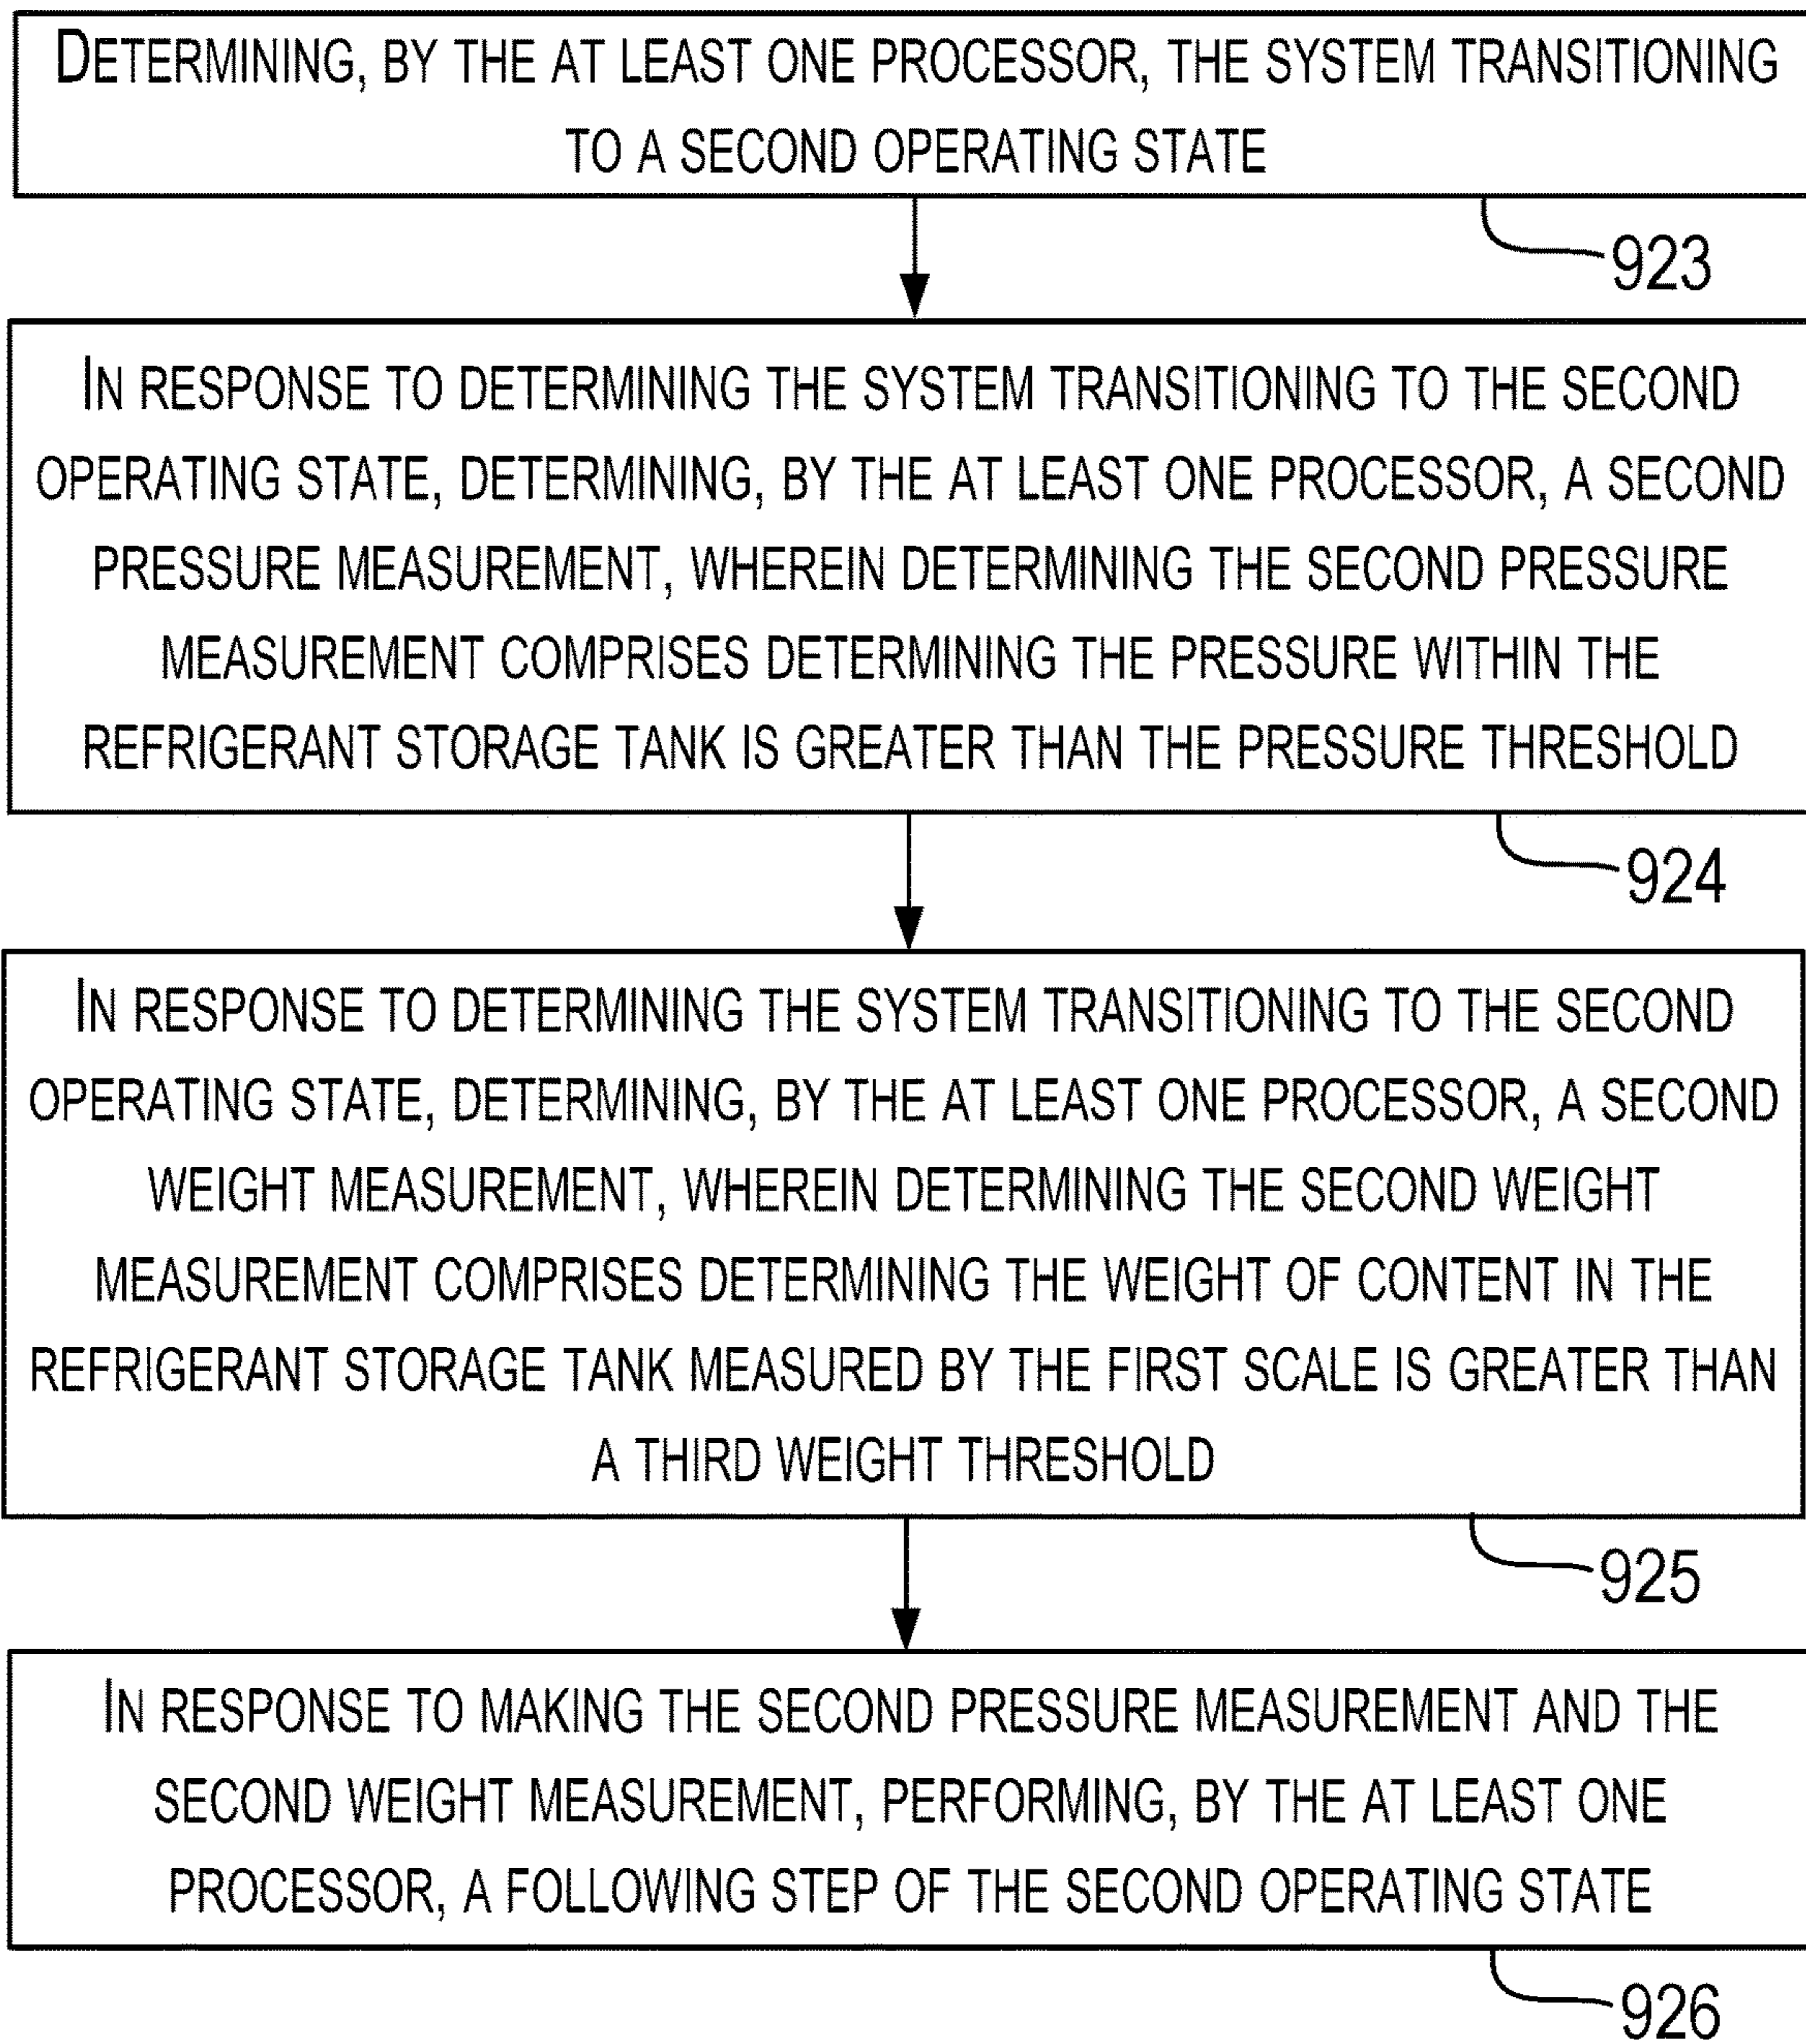 DETERMINING, BY THE AT LEAST ONE PROCESSOR, THE SYSTEM TRANSITIONING
TO A SECOND OPERATING STATE
923
IN RESPONSE TO DETERMINING THE SYSTEM TRANSITIONING TO THE SECOND
OPERATING STATE, DETERMINING, BY THE AT LEAST ONE PROCESSOR, A SECOND
PRESSURE MEASUREMENT, WHEREIN DETERMINING THE SECOND PRESSURE
MEASUREMENT COMPRISES DETERMINING THE PRESSURE WITHIN THE
REFRIGERANT STORAGE TANK IS GREATER THAN THE PRESSURE THRESHOLD
924
IN RESPONSE TO DETERMINING THE SYSTEM TRANSITIONING TO THE SECOND
OPERATING STATE, DETERMINING, BY THE AT LEAST ONE PROCESSOR, A SECOND
WEIGHT MEASUREMENT, WHEREIN DETERMINING THE SECOND WEIGHT
MEASUREMENT COMPRISES DETERMINING THE WEIGHT OF CONTENT IN THE
REFRIGERANT STORAGE TANK MEASURED BY THE FIRST SCALE IS GREATER THAN
A THIRD WEIGHT THRESHOLD
925
IN RESPONSE TO MAKING THE SECOND PRESSURE MEASUREMENT AND THE
SECOND WEIGHT MEASUREMENT, PERFORMING, BY THE AT LEAST ONE
PROCESSOR, A FOLLOWING STEP OF THE SECOND OPERATING STATE
926